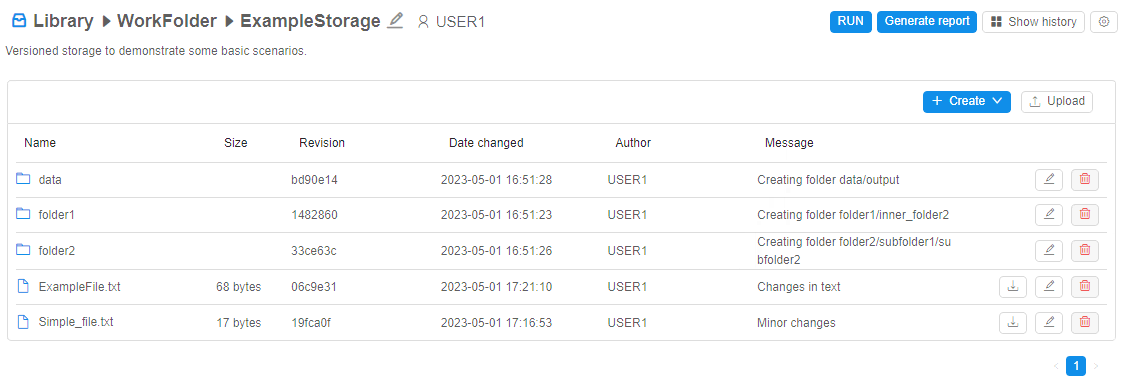 Library WorkFolder ExampleStorage USER1 RUN Generate report Show history
Versioned storage to demonstrate some basic scenarios.
Create Upload
Name Size Revision Date changed Author Message
data bd90e14 2023-05-01 16:51:28 USER1 Creating folder data/output
folder1 1482860 2023-05-01 16:51:23 USER1 Creating folder folder1/inner_folder2
folder2 33ce63c 2023-05-01 16:51:26 USER1 Creating folder folder2/subfolder1/su
bfolder2
ExampleFile.txt 68 bytes 06c9e31 2023-05-01 17:21:10 USER1 Changes in text
Simple_file.txt 17 bytes 19fca0f 2023-05-01 17:16:53 USER1 Minor changes
1